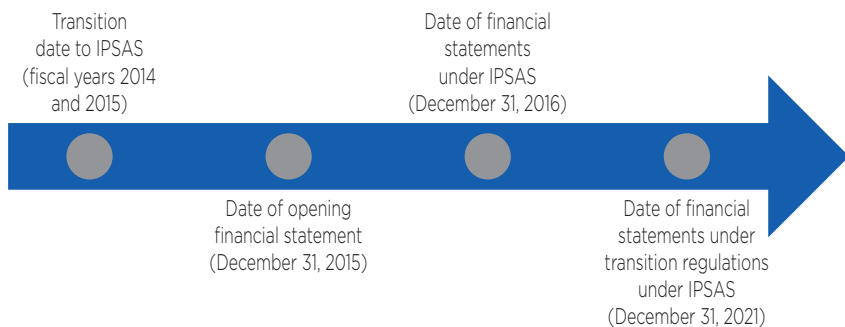 Transition
date to IPSAS
(fiscal years 2014
and 2015)
Date of opening
financial statement
(December 31, 2015)
Date of financial
statements
under IPSAS
(December 31, 2016)
Date of financial
statements under
transition regulations
under IPSAS
(December 31, 2021)